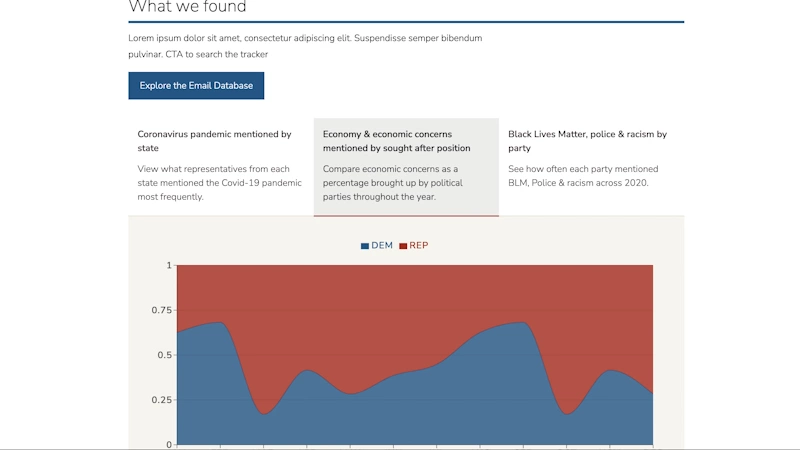 What we found
Lorem ipsum dolor sit amet, consectetur adipiscing elit. Suspendisse semper bibendum
pulvinar. CTA to search the tracker
Explore the Email Database
Coronavirus pandemic mentioned by
state
View what representatives from each
state mentioned the Covid-19 pandemic
most frequently.
Economy & economic concerns
mentioned by sought after position
Compare economic concerns as a
percentage brought up by political
parties throughout the year.
Black Lives Matter, police & racism by
party
See how often each party mentioned
BLM, Police & racism across 2020.
DEM REP
1
0.75
0.5
0.25
0